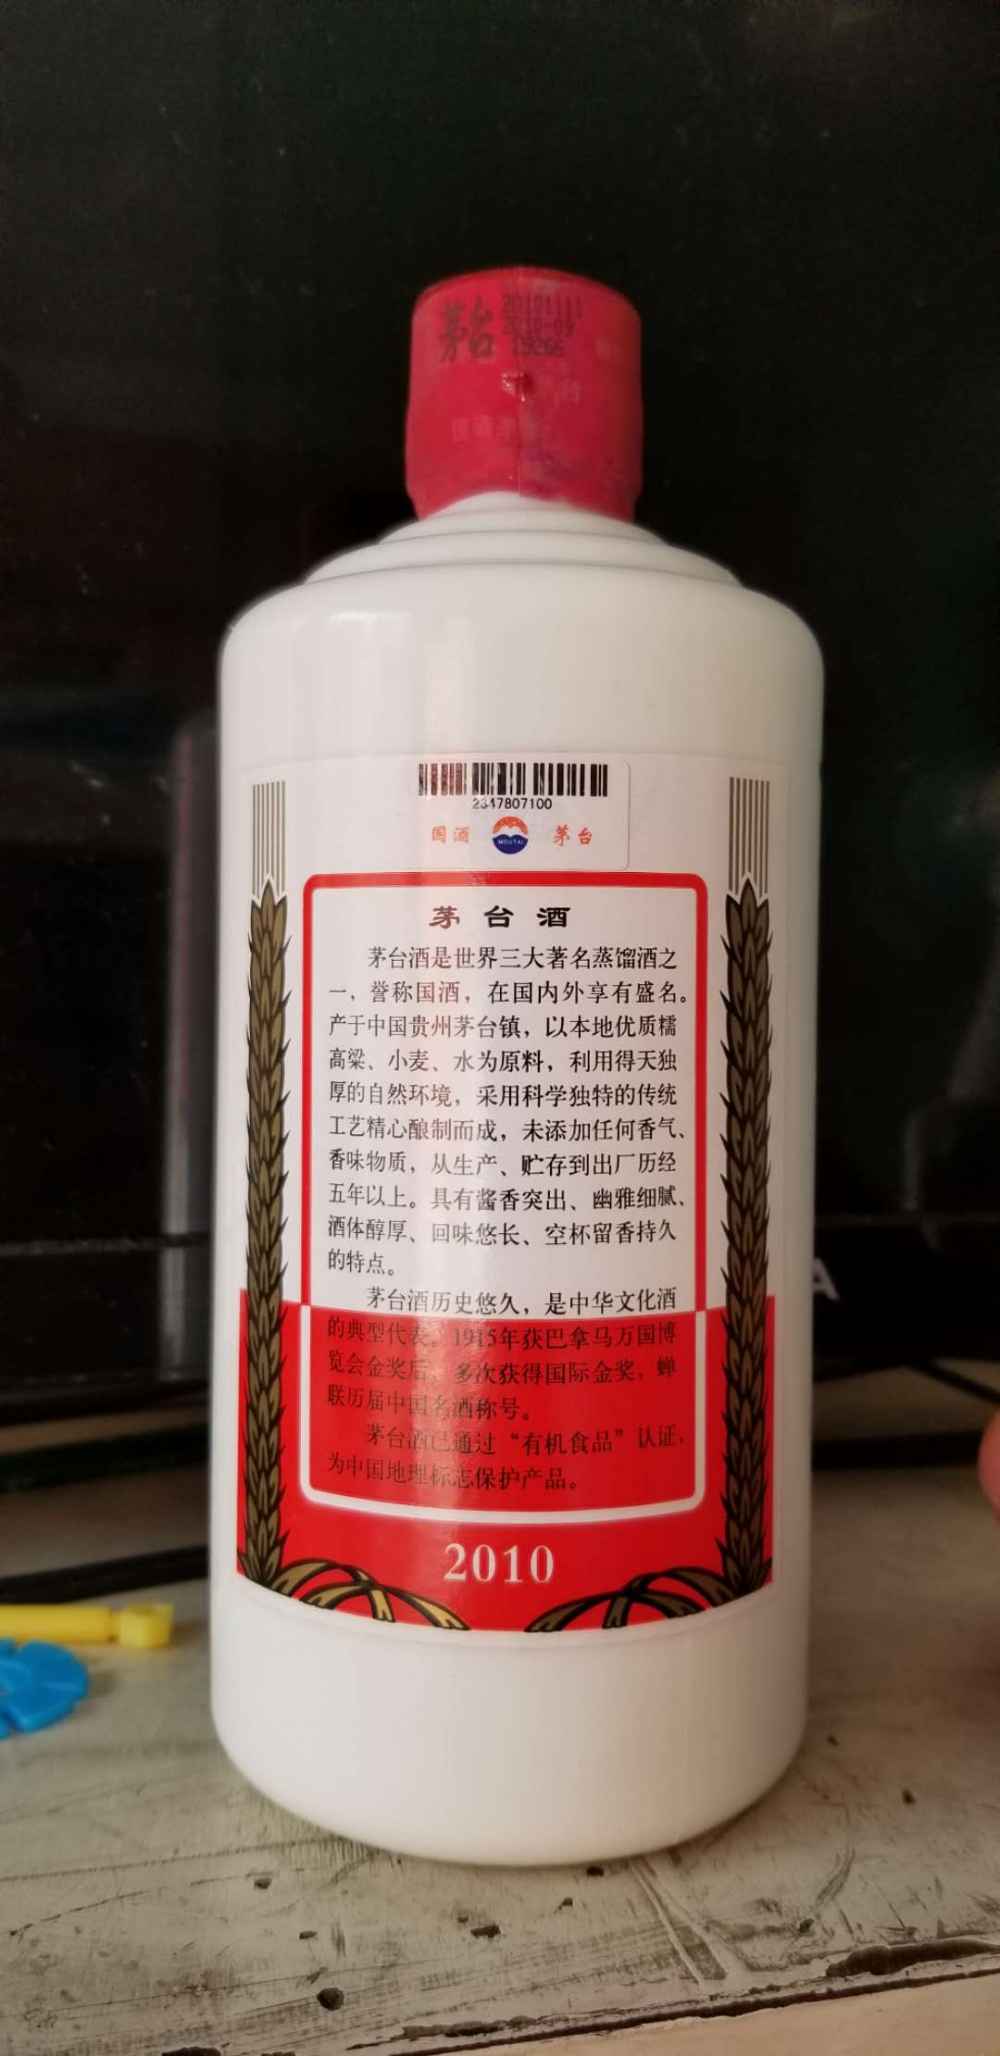 茅台
2347807100
国酒 MOUTAI 茅台
茅台酒
茅台酒是世界三大著名蒸馏酒之
一，誉称国酒，在国内外享有盛名。
产于中国贵州茅台镇，以本地优质糯
高粱、小麦、水为原料，利用得天独
厚的自然环境，采用科学独特的传统
工艺精心酿制而成，未添加任何香气、
香味物质，从生产、贮存到出厂历经
五年以上。具有酱香突出、幽雅细腻、
酒体醇厚、回味悠长、空杯留香持久
的特点。
茅台酒历史悠久，是中华文化酒
的典型代表。1915年获巴拿马万国博
览会金奖后，多次获得国际金奖，蝉
联历届中国名酒称号。
茅台酒已通过“有机食品”认证，
为中国地理标志保护产品。
2010